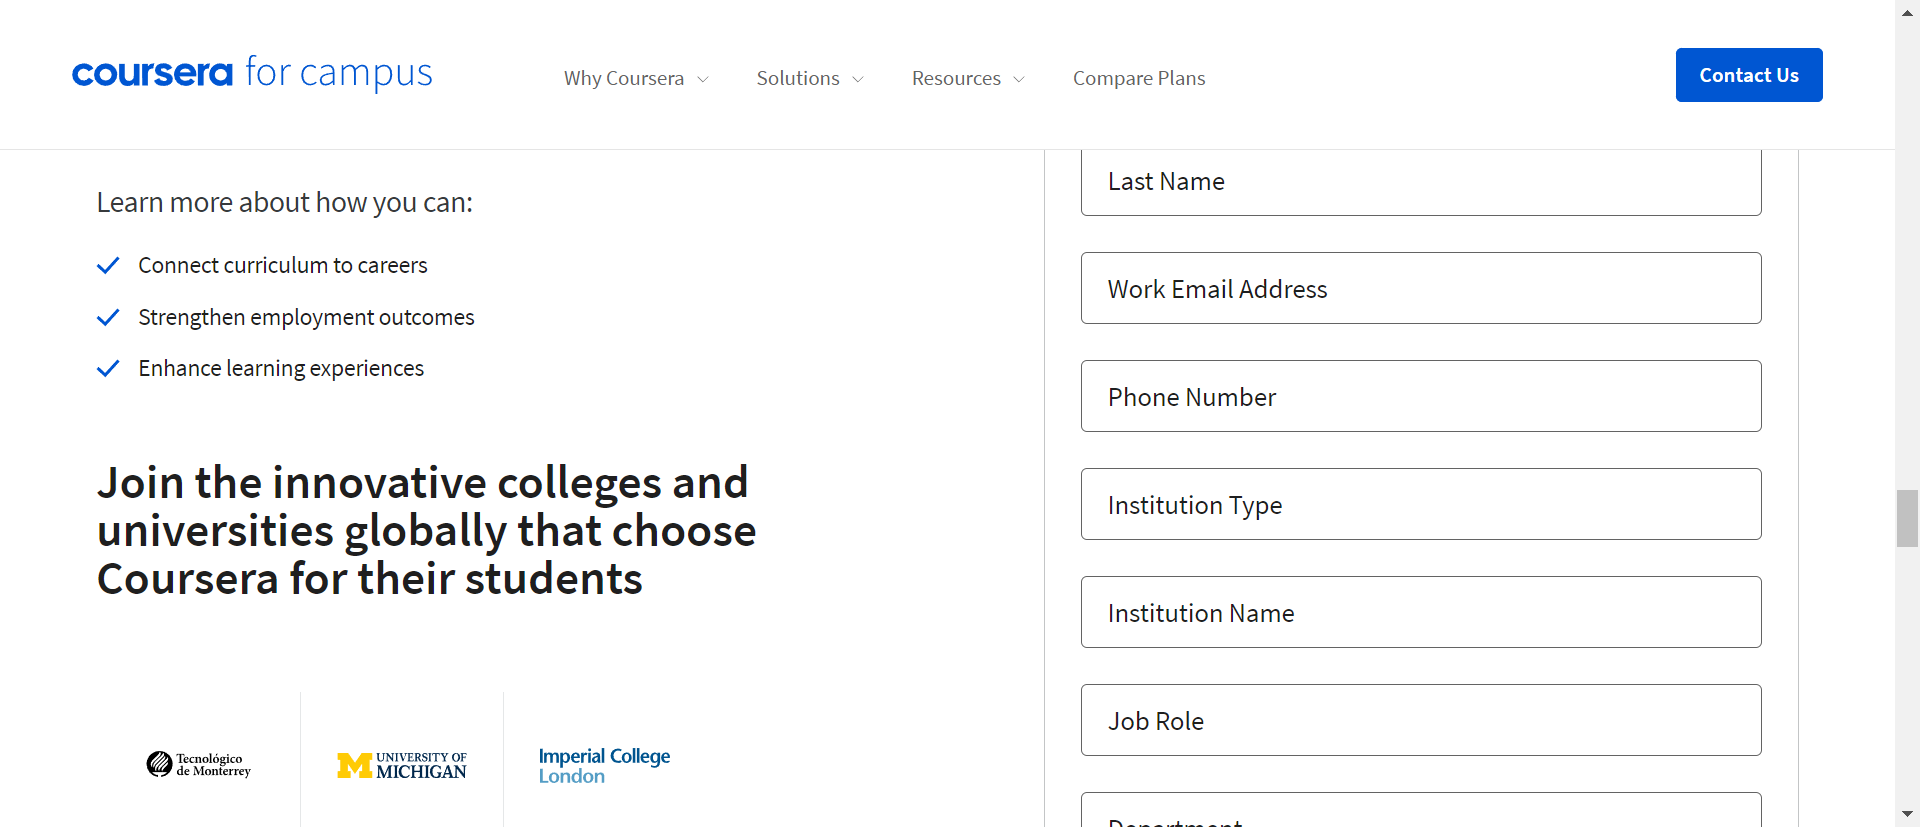 coursera for campus
Why Coursera
Solutions
Resources
Compare Plans
Contact Us
Learn more about how you can:
Connect curriculum to careers
Strengthen employment outcomes
Enhance learning experiences
Join the innovative colleges and
universities globally that choose
Coursera for their students
Tecnológico
de Monterrey
M UNIVERSITY OF
MICHIGAN
Imperial College
London
Last Name
Work Email Address
Phone Number
Institution Type
Institution Name
Job Role
Department